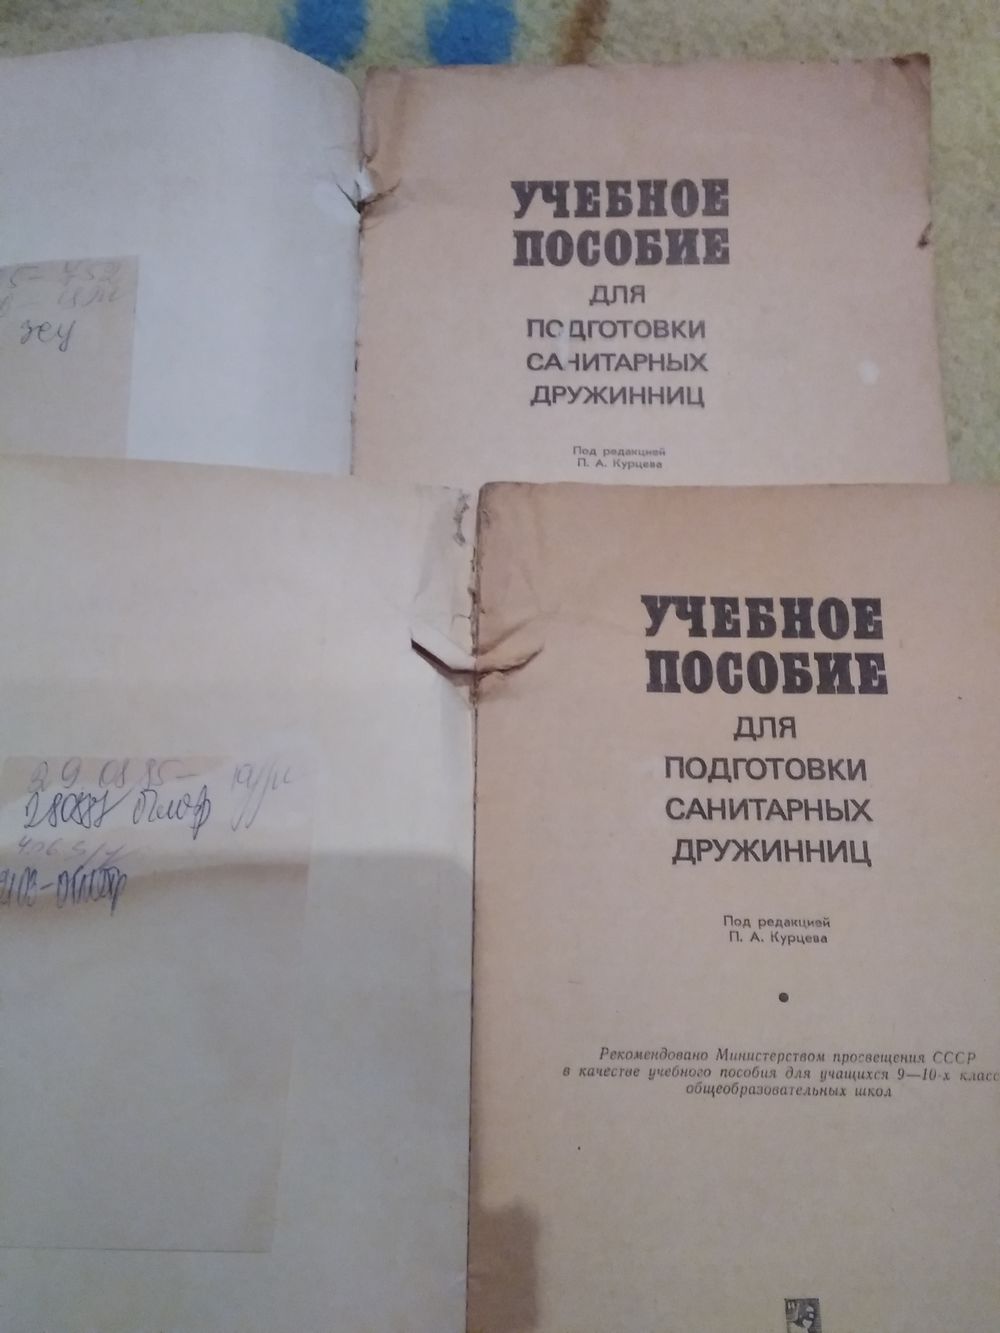 УЧЕБНОЕ
ПОСОБИЕ
ДЛЯ
ПОДГОТОВКИ
САНИТАРНЫХ
ДРУЖИННИЦ
Под редакцией
П. А. Курцева
УЧЕБНОЕ
ПОСОБИЕ
ДЛЯ
ПОДГОТОВКИ
САНИТАРНЫХ
ДРУЖИННИЦ
Под редакцией
П. А. Курцева
Рекомендовано Министерством просвещения СССР
в качестве учебного пособия для учащихся 9—10-х класс
общеобразовательных школ